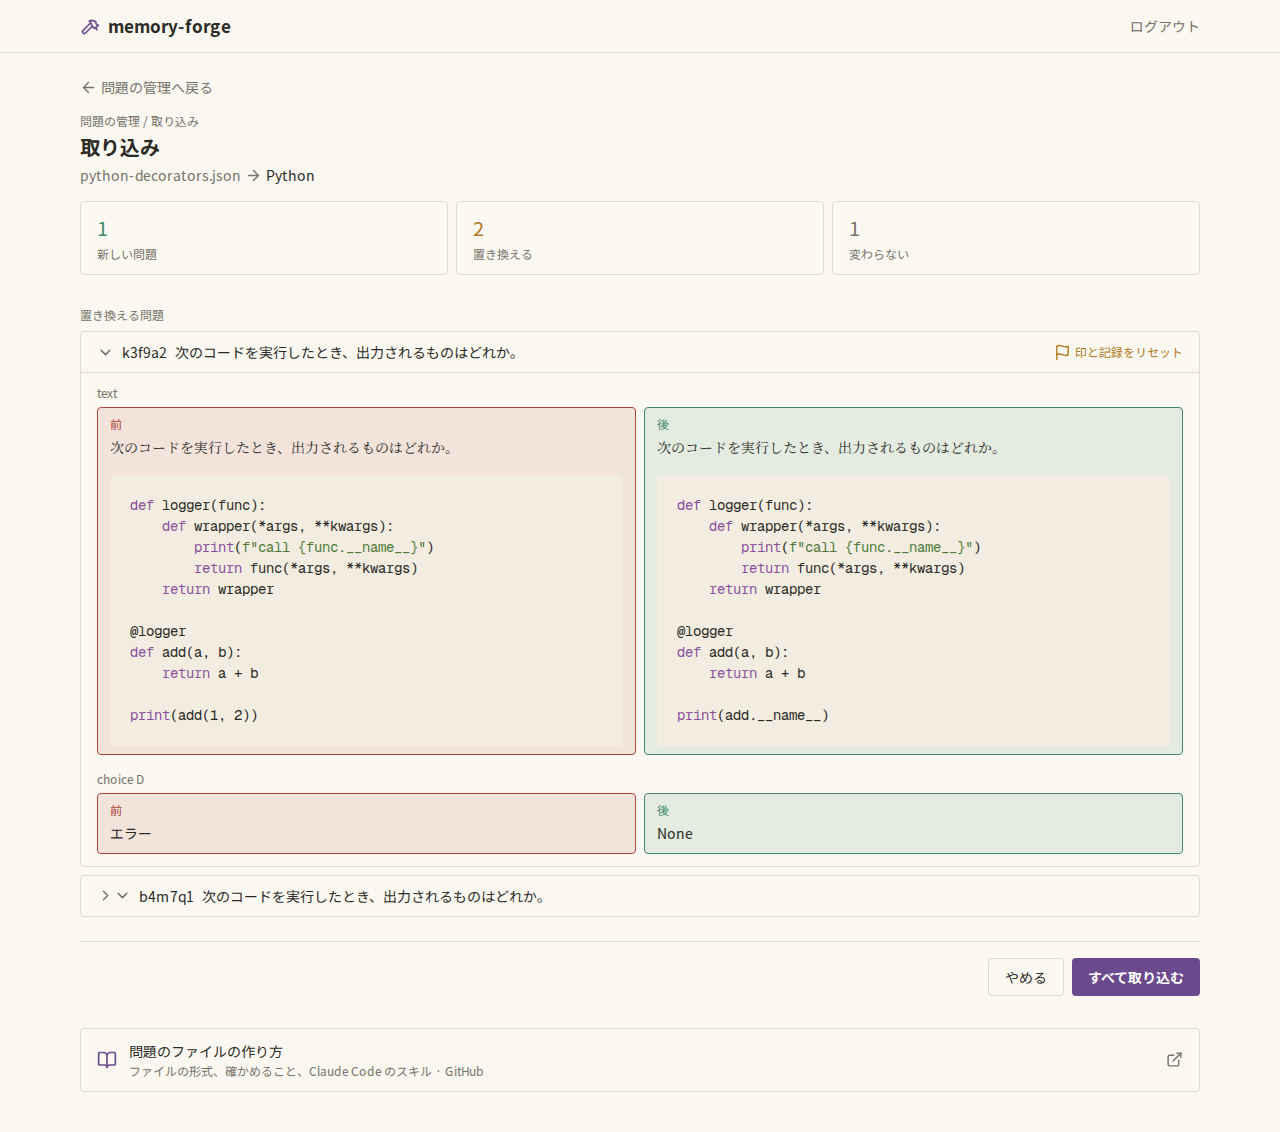 memory-forge
ログアウト
問題の管理へ戻る
問題の管理 / 取り込み
取り込み
python-decorators.json → Python
1
新しい問題
2
置き換える
1
変わらない
置き換える問題
k3f9a2 次のコードを実行したとき、出力されるものはどれか。
印と記録をリセット
text
前
次のコードを実行したとき、出力されるものはどれか。
def logger(func):
    def wrapper(*args, **kwargs):
        print(f"call {func.__name__}")
        return func(*args, **kwargs)
    return wrapper

@logger
def add(a, b):
    return a + b

print(add(1, 2))
後
次のコードを実行したとき、出力されるものはどれか。
def logger(func):
    def wrapper(*args, **kwargs):
        print(f"call {func.__name__}")
        return func(*args, **kwargs)
    return wrapper

@logger
def add(a, b):
    return a + b

print(add.__name__)
choice D
前
エラー
後
None
b4m7q1 次のコードを実行したとき、出力されるものはどれか。
やめる
すべて取り込む
問題のファイルの作り方
ファイルの形式、確かめること、Claude Code のスキル · GitHub